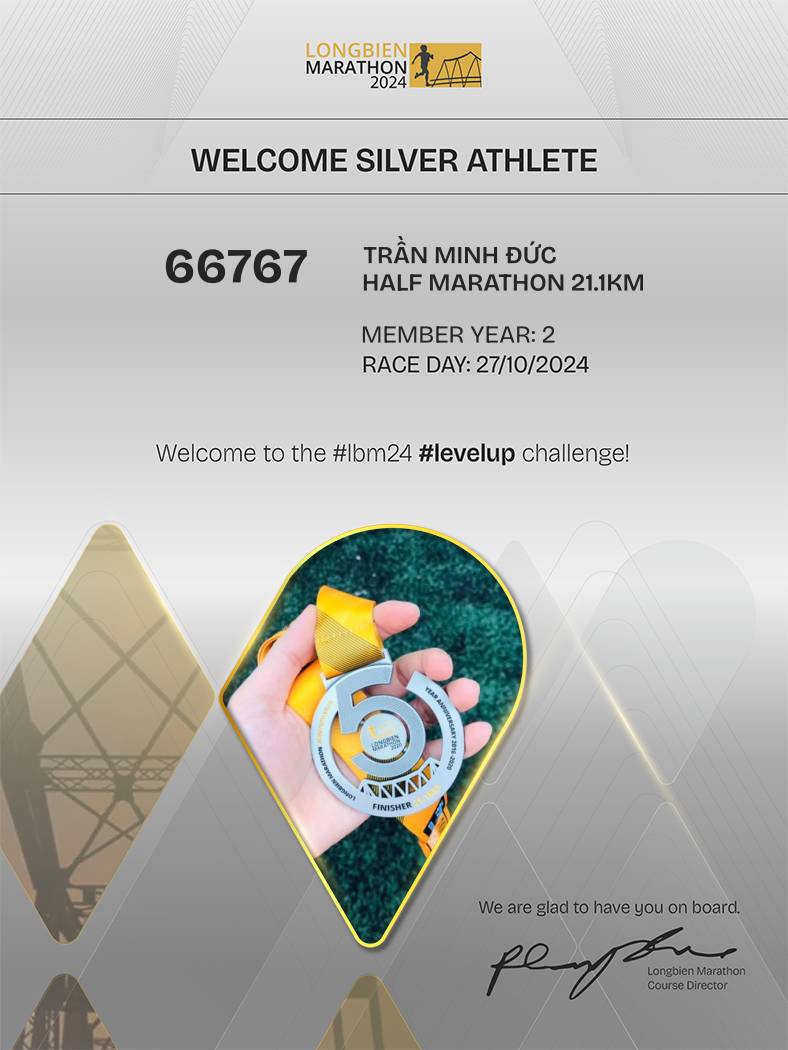 LONGBIEN
MARATHON
2024
WELCOME SILVER ATHLETE
66767
TRẦN MINH ĐỨC
HALF MARATHON 21.1KM
MEMBER YEAR: 2
RACE DAY: 27/10/2024
Welcome to the #lbm24 #levelup challenge!
5
YEAR ANNIVERSARY 2016-2020
LONGBIEN
MARATHON
2020
LONGBIEN MARATHON
FINISHER
We are glad to have you on board.
Longbien Marathon
Course Director